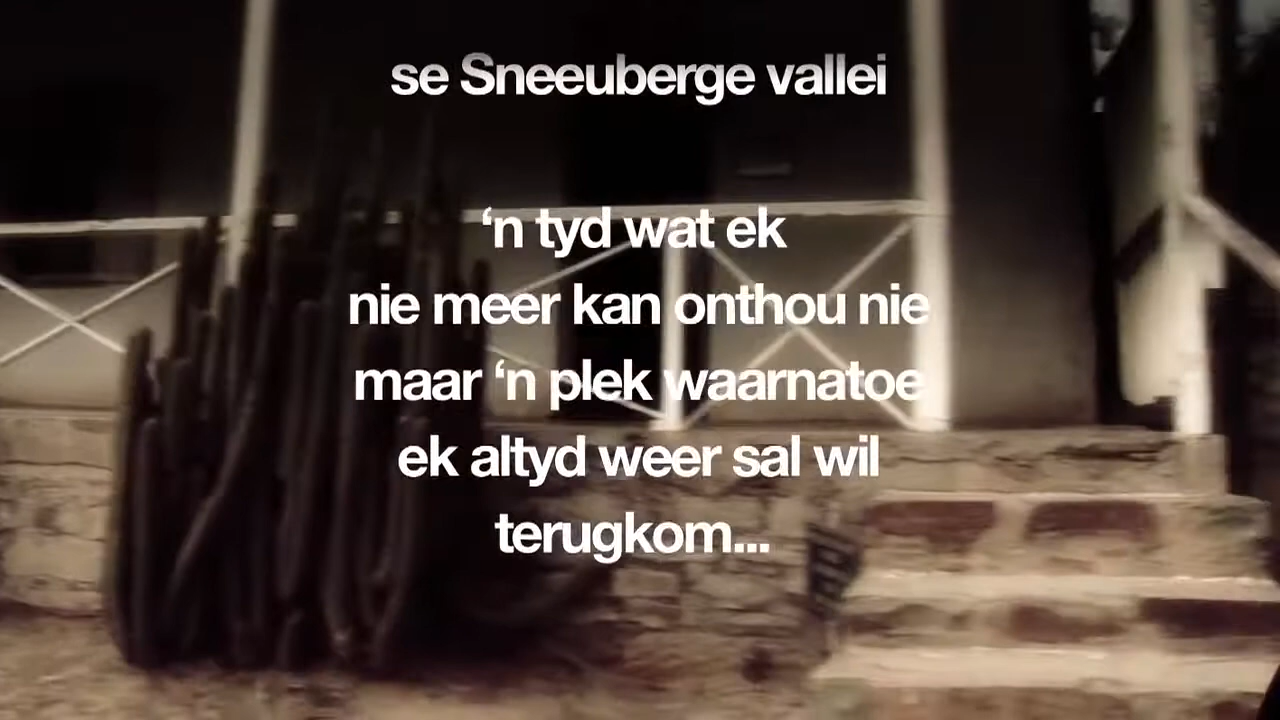 se Sneeuberge vallei
‘n tyd wat ek
nie meer kan onthou nie
maar ‘n plek waarnatoe
ek altyd weer sal wil
terugkom...